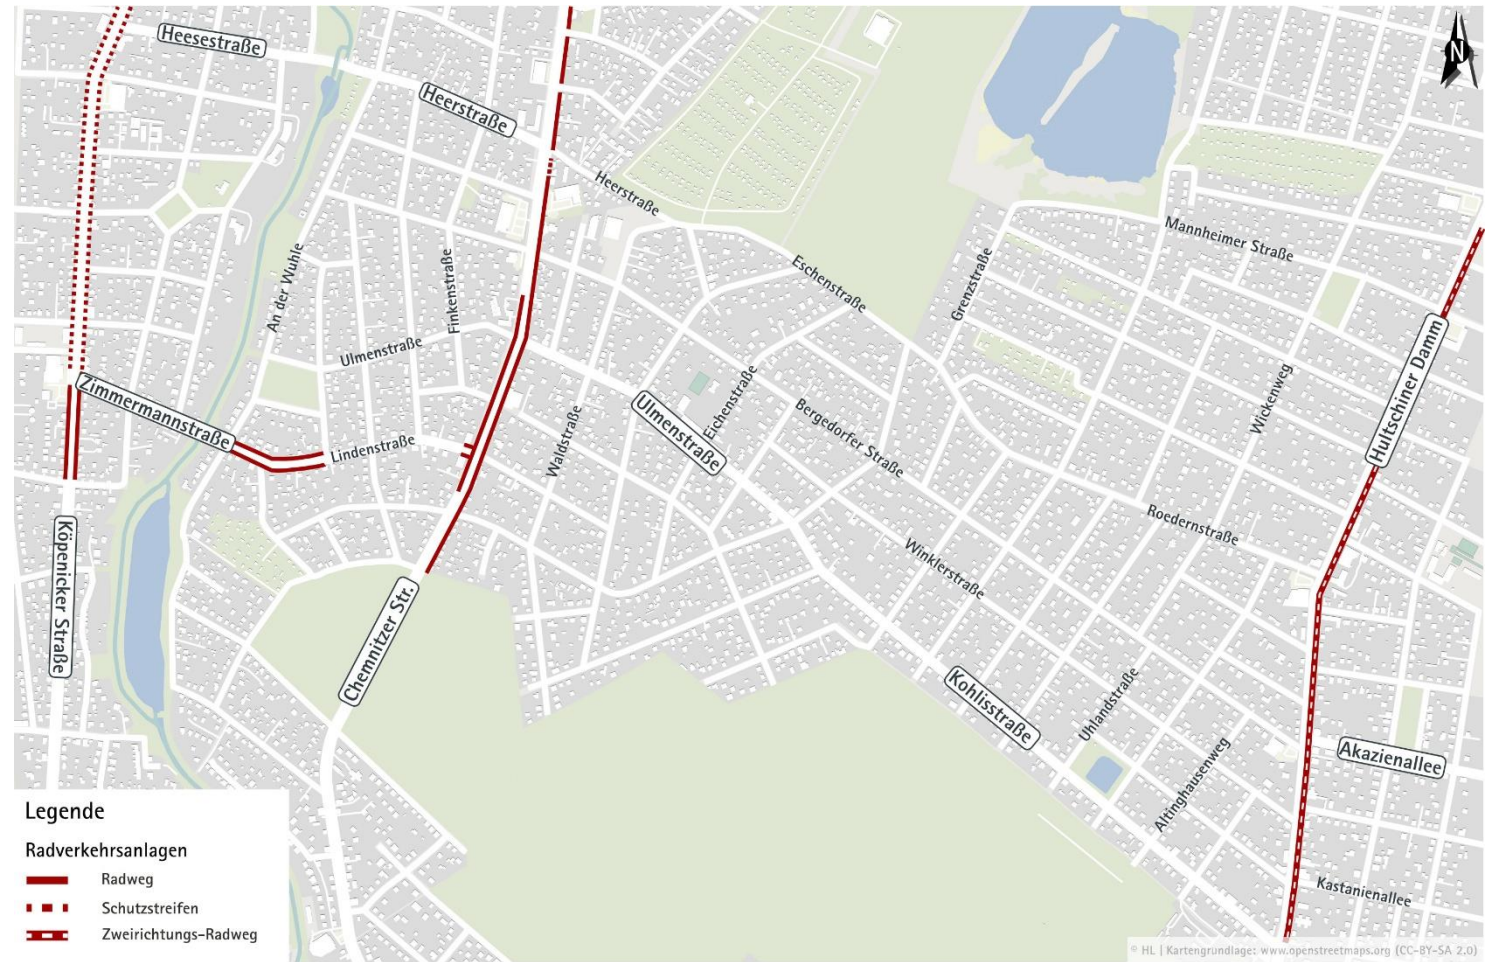 Heesestraße
N
Heerstraße
Heerstraße
Mannheimer Straße
An der Wuhle
Finkenstraße
Eschenstraße
Grenzstraße
Ulmenstraße
Hultschiner Damm
Zimmermannstraße
Lindenstraße
Waldstraße
Ulmenstraße
Eichenstraße
Bergedorfer Straße
Wickenweg
Köpenicker Straße
Roedernstraße
Winklerstraße
Chemnitzer Str.
Kohlisstraße
Uhlandstraße
Akazienallee
Altinghausenweg
Kastanienallee
Legende
Radverkehrsanlagen
Radweg
Schutzstreifen
Zweirichtungs-Radweg
© HL | Kartengrundlage: www.openstreetmaps.org (CC-BY-SA 2.0)